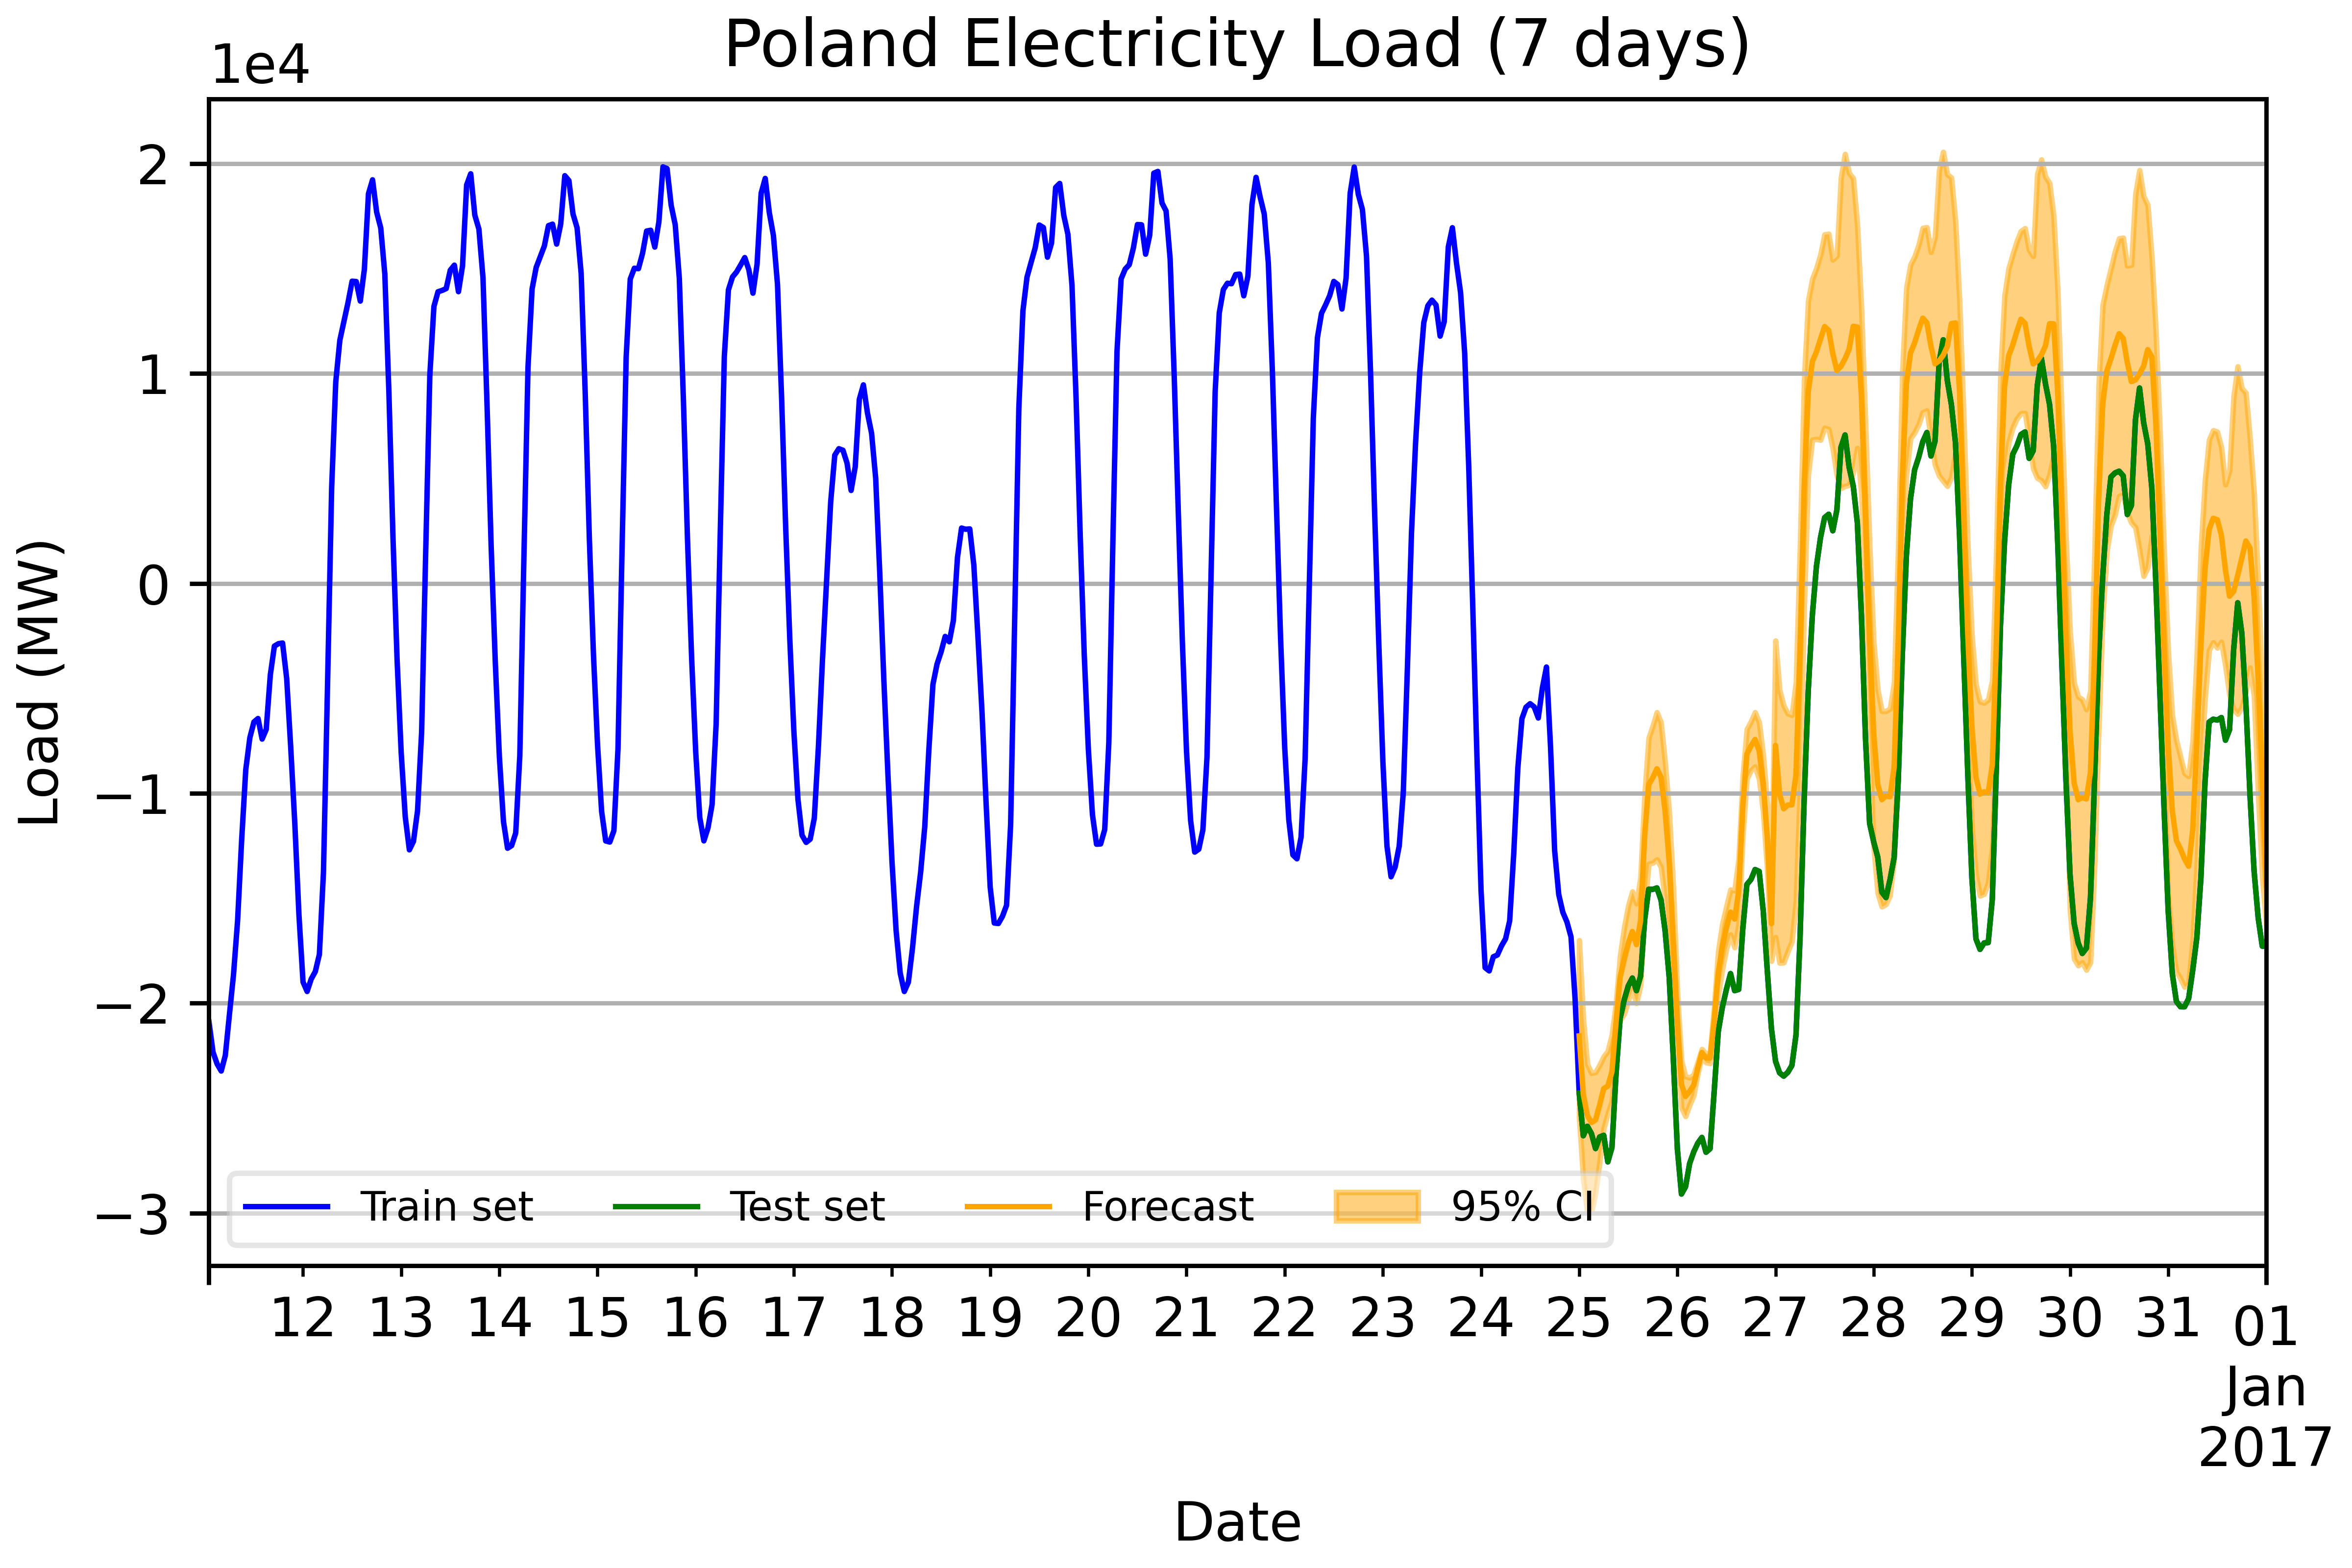 Poland Electricity Load (7 days)
1e4
2
1
0
−1
−2
−3
Load (MW)
Train set Test set Forecast 95% CI
12 13 14 15 16 17 18 19 20 21 22 23 24 25 26 27 28 29 30 31 01
Jan
2017
Date